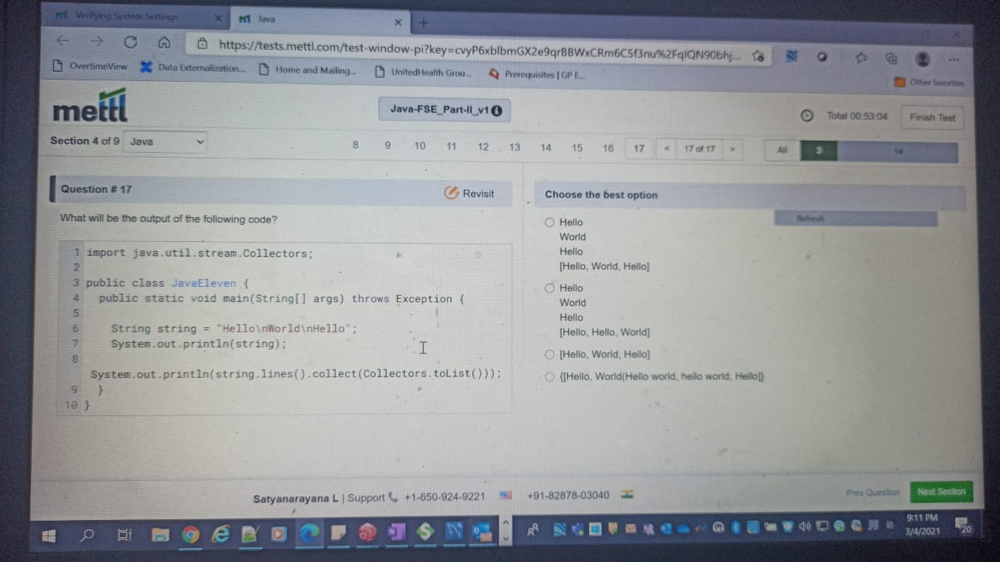 Verifying System Settings
Java
https://tests.mettl.com/test-window-pi?key=cvyP6xblbmGX2e9qrBBWxCRm6C5f3nu%2FqlQN90bhj...
OvertimeView
Data Externalization...
Home and Mailing...
UnitedHealth Grou...
Prerequisites | GP E...
Other favorites
mettl
Java-FSE_Part-II_v1
Total 00:53:04
Finish Test
Section 4 of 9
Java
8 9 10 11 12 13 14 15 16 17 < 17 of 17 >
All 3 14
Question # 17
Revisit
What will be the output of the following code?
1 import java.util.stream.Collectors;
2
3 public class JavaEleven {
4 public static void main(String[] args) throws Exception {
5
6 String string = "Hello\nWorld\nHello";
7 System.out.println(string);
8
System.out.println(string.lines().collect(Collectors.toList()));
9 }
10 }
Choose the best option
Refresh
Hello
World
Hello
[Hello, World, Hello]
Hello
World
Hello
[Hello, Hello, World]
[Hello, World, Hello]
{[Hello, World(Hello world, hello world, Hello]}
Satyanarayana L | Support +1-650-924-9221 +91-82878-03040
Prev Question
Next Section
9:11 PM
3/4/2021
20